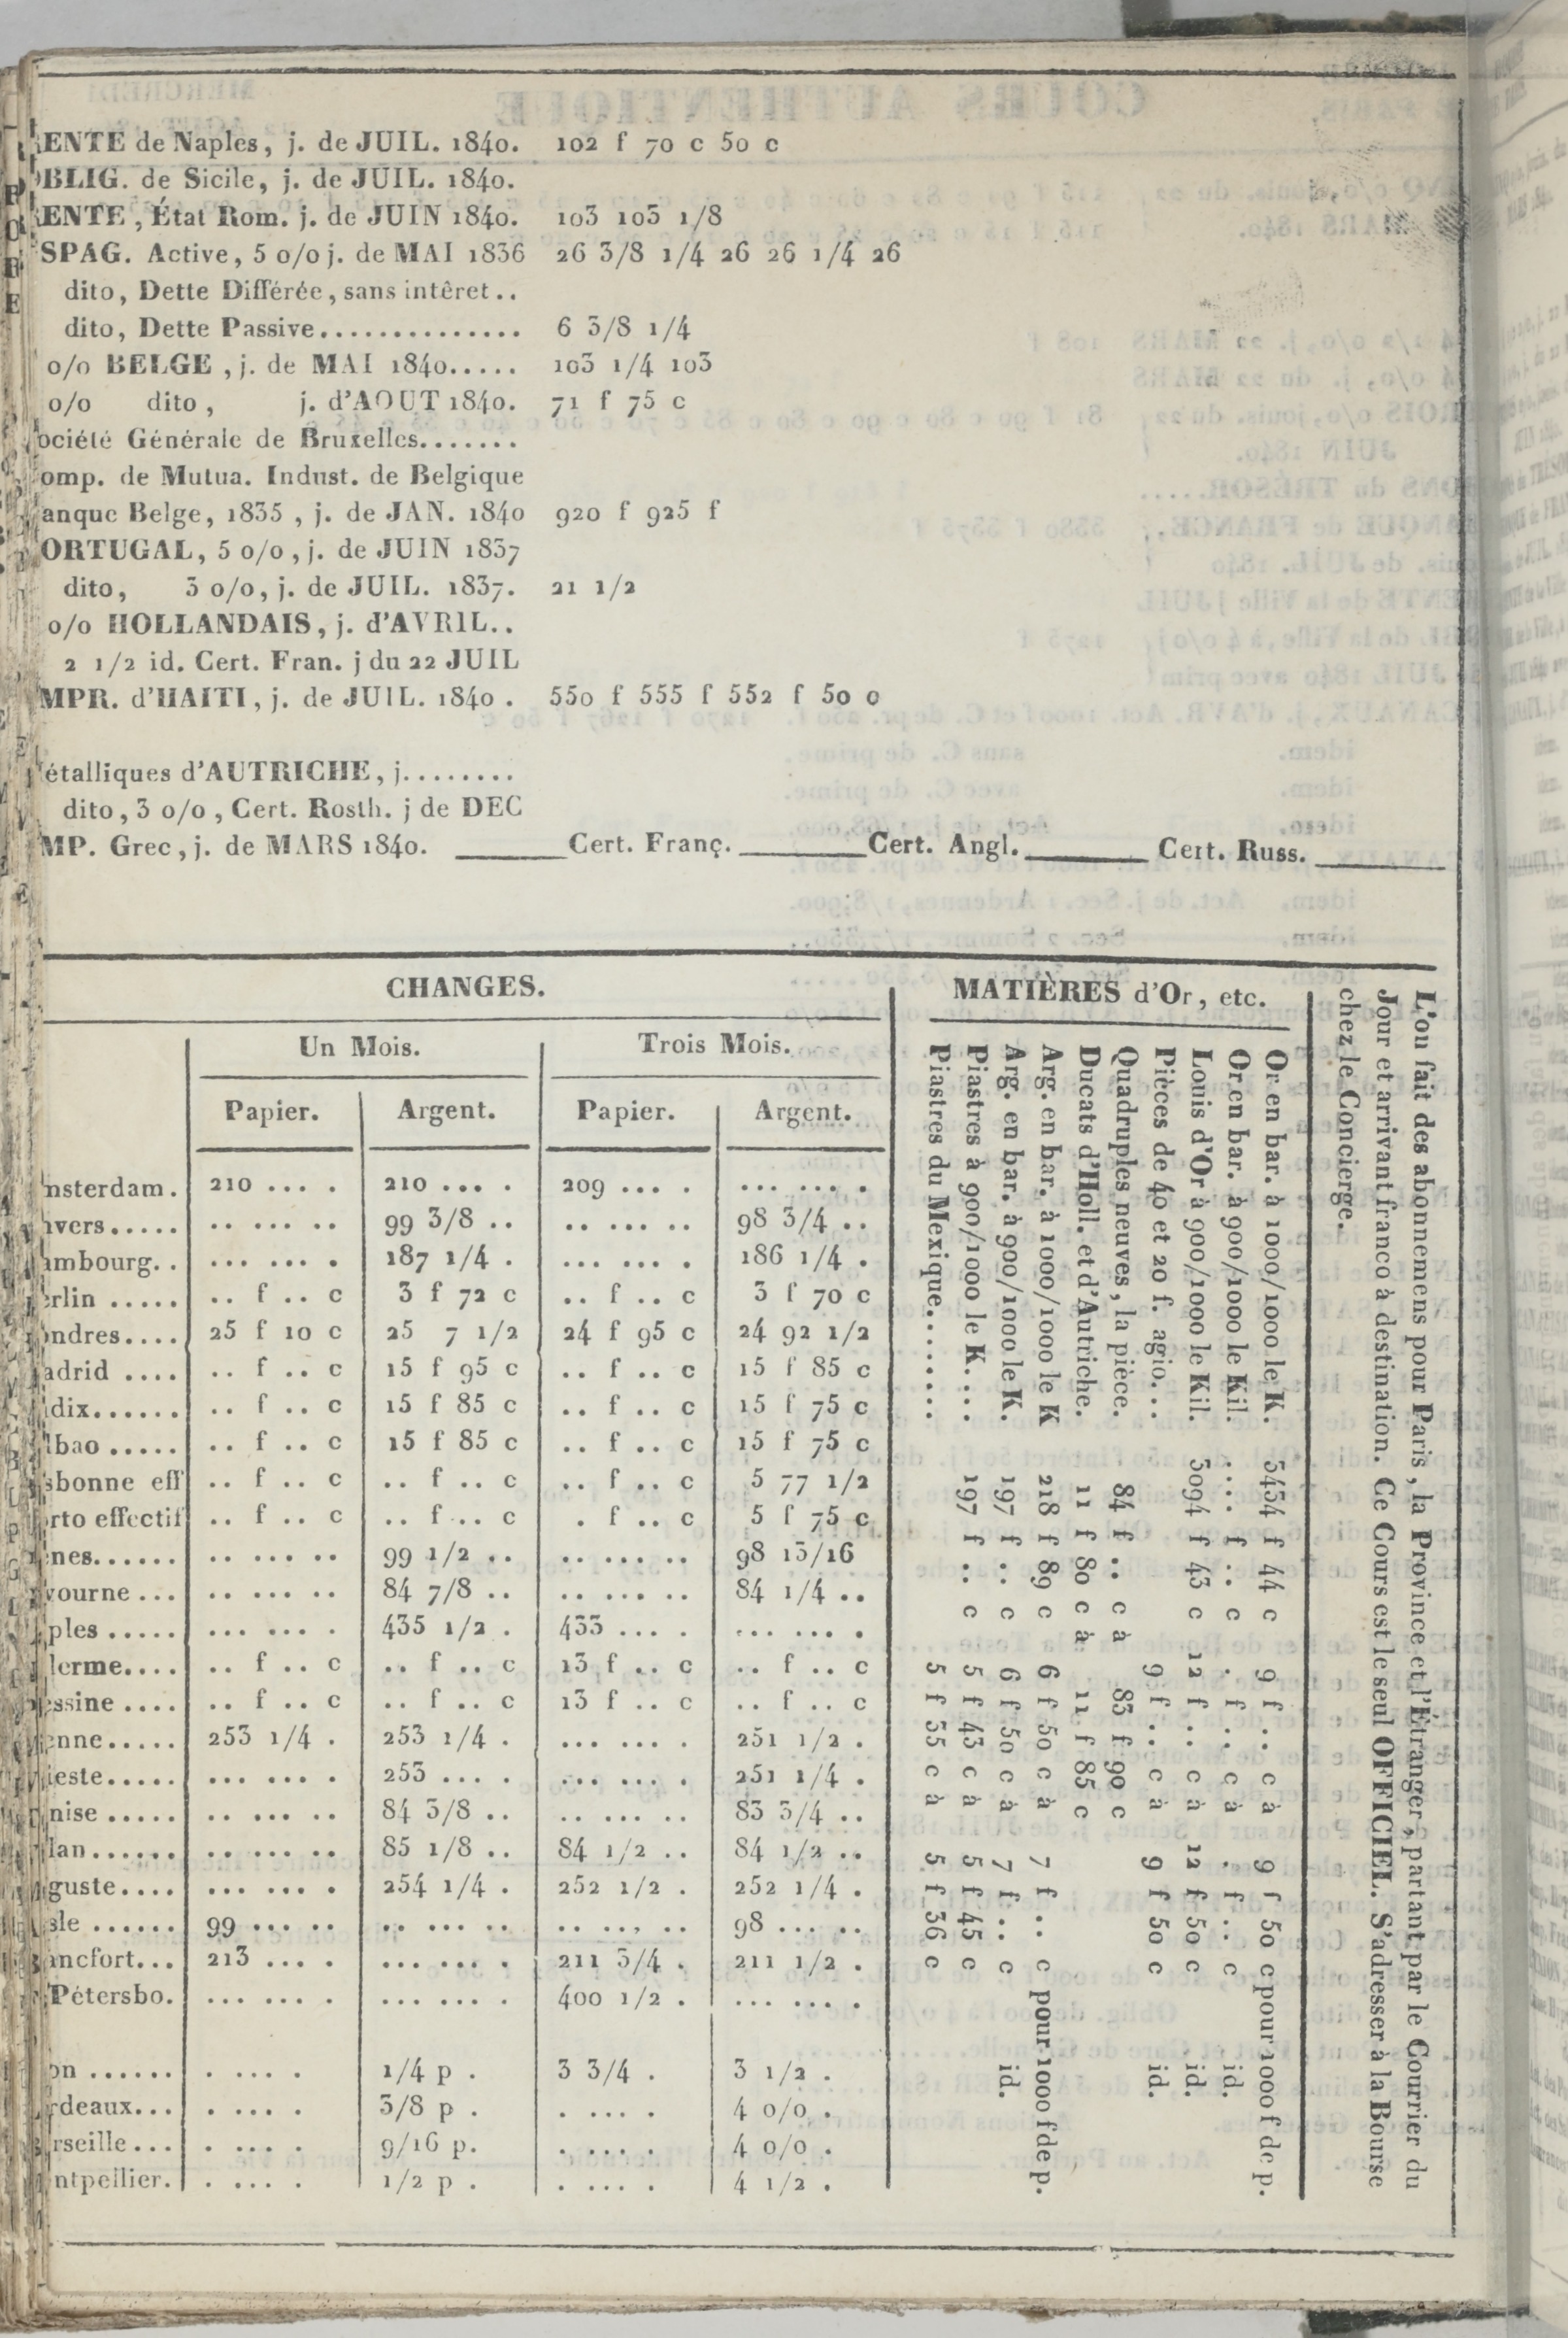 ENTE de Naples, j. de JUIL. 1840. 102 f 70 c 50 c
BLIG. de Sicile, j. de JUIL. 1840.
ENTE, État Rom. j. de JUIN 1840. 103 103 1/8
SPAG. Active, 5 o/o j. de MAI 1836 26 3/8 1/4 26 26 1/4 26
dito, Dette Différée, sans intêret..
dito, Dette Passive.............. 6 3/8 1/4
o/o BELGE, j. de MAI 1840..... 103 1/4 103
o/o dito, j. d'AOUT 1840. 71 f 75 c
ociété Générale de Bruxelles.......
omp. de Mutua. Indust. de Belgique
anque Belge, 1835, j. de JAN. 1840 920 f 925 f
ORTUGAL, 5 o/o, j. de JUIN 1837
dito, 3 o/o, j. de JUIL. 1837. 21 1/2
o/o HOLLANDAIS, j. d'AVRIL..
2 1/2 id. Cert. Fran. j du 22 JUIL
MPR. d'HAITI, j. de JUIL. 1840. 550 f 555 f 552 f 50 c
étalliques d'AUTRICHE, j........
dito, 3 o/o, Cert. Rosth. j de DEC
MP. Grec, j. de MARS 1840. ____ Cert. Franç. ____ Cert. Angl. ____ Cert. Russ. ____
CHANGES.
Un Mois. Trois Mois.
Papier. Argent. Papier. Argent.
msterdam. 210 .... 210 .... 209 .... ... ... .
nvers..... .. ... .. 99 3/8 .. .. ... .. 98 3/4 ..
ambourg.. ... ... . 187 1/4 . ... ... . 186 1/4 .
erlin ..... .. f .. c 3 f 72 c .. f .. c 3 f 70 c
ondres.... 25 f 10 c 25 7 1/2 24 f 95 c 24 92 1/2
adrid .... .. f .. c 15 f 95 c .. f .. c 15 f 85 c
dix...... .. f .. c 15 f 85 c .. f .. c 15 f 75 c
lbao ..... .. f .. c 15 f 85 c .. f .. c 15 f 75 c
sbonne eff .. f .. c .. f .. c .. f .. c 5 77 1/2
rto effectif .. f .. c .. f .. c . f .. c 5 f 75 c
nes...... .. ... .. 99 1/2 .. .. ... .. 98 13/16
vourne ... .. ... .. 84 7/8 .. .. ... .. 84 1/4 ..
ples ..... ... ... . 435 1/2 . 433 .... ... ... .
lerme.... .. f .. c .. f .. c 13 f .. c .. f .. c
ssine .... .. f .. c .. f .. c 13 f .. c .. f .. c
enne..... 253 1/4 . 253 1/4 . ... ... . 251 1/2 .
ieste..... ... ... . 253 .... ... ... . 251 1/4 .
nise ..... .. ... .. 84 3/8 .. .. ... .. 83 3/4 ..
lan...... .. ... .. 85 1/8 .. 84 1/2 .. 84 1/2 ..
guste.... ... ... . 254 1/4 . 252 1/2 . 252 1/4 .
sle ...... 99 ... .. .. ... .. .. ... .. 98 ... ..
ancfort... 213 .... ... ... . 211 3/4 . 211 1/2 .
Pétersbo. ... ... . ... ... . 400 1/2 . ... ... .
on ...... . .... 1/4 p . 3 3/4 . 3 1/2 .
rdeaux... . .... 3/8 p . . .... 4 o/o .
rseille ... . .... 9/16 p. . .... 4 o/o .
ntpellier. . .... 1/2 p . . .... 4 1/2 .
MATIÈRES d'Or, etc.
Or en bar. à 1000/1000 le K. 3434 f 44 c 9 f .. c à 9 f 50 c pour 1000 f de p.
Or en bar. à 900/1000 le Kil. .... f .. c . f .. c à . f .. c id.
Louis d'Or à 900/1000 le Kil. 3094 f 43 c 12 f .. c à 12 f 50 c id.
Pièces de 40 et 20 f. agio... 9 f .. c à 9 f 50 c id.
Quadruples neuves, la pièce. 84 f .. c à 83 f 90 c
Ducats d'Holl. et d'Autriche. 11 f 80 c à 11 f 85 c
Arg. en bar. à 1000/1000 le K 218 f 89 c 6 f 50 c à 7 f .. c pour 1000 f de p.
Arg. en bar. à 900/1000 le K. 197 f .. c 6 f 50 c à 7 f .. c id.
Piastres à 900/1000 le K.... 197 f .. c 5 f 43 c à 5 f 45 c
Piastres du Mexique........ 5 f 35 c à 5 f 36 c
L'on fait des abonnemens pour Paris, la Province et l'Étranger, partant par le Courrier du
Jour et arrivant franco à destination. Ce Cours est le seul OFFICIEL. S'adresser à la Bourse
chez le Concierge.